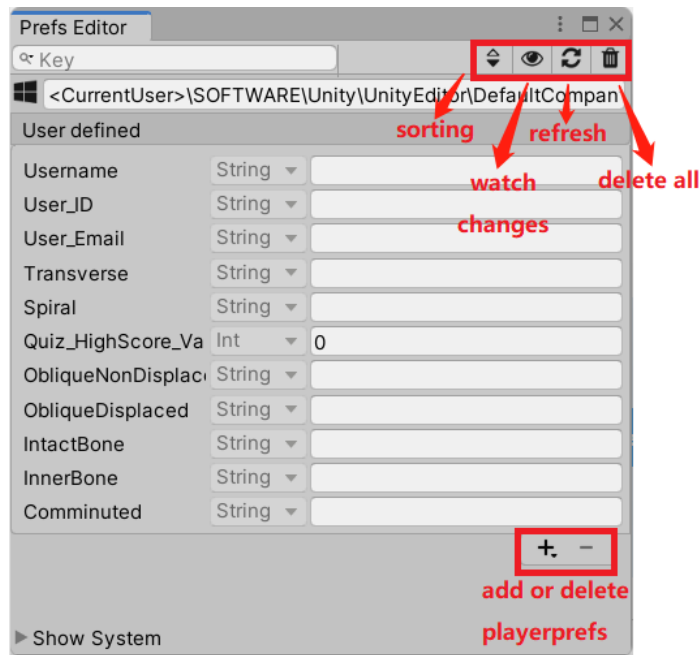 Prefs Editor
Key
<CurrentUser>\SOFTWARE\Unity\UnityEditor\DefaultCompan
User defined
sorting
refresh
Username String
watch
delete all
User_ID String
changes
User_Email String
Transverse String
Spiral String
Quiz_HighScore_Va Int 0
ObliqueNonDisplac String
ObliqueDisplaced String
IntactBone String
InnerBone String
Comminuted String
+ −
add or delete
playerprefs
Show System